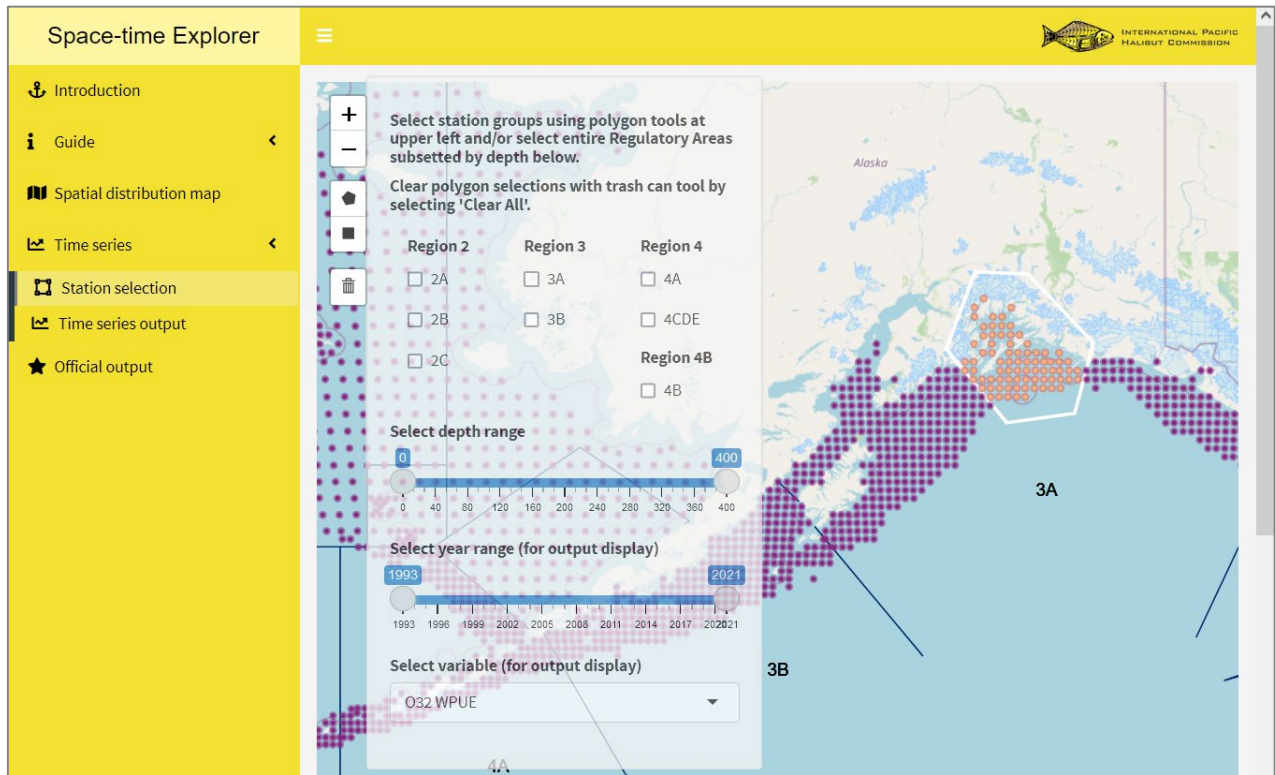 Space-time Explorer
INTERNATIONAL PACIFIC
HALIBUT COMMISSION
Introduction
Guide
Spatial distribution map
Time series
Station selection
Time series output
Official output
Select station groups using polygon tools at
upper left and/or select entire Regulatory Areas
subsetted by depth below.
Clear polygon selections with trash can tool by
selecting 'Clear All'.
Region 2 Region 3 Region 4
2A 3A 4A
2B 3B 4CDE
2C Region 4B
4B
Select depth range
0 400
0 40 80 120 160 200 240 280 320 360 400
Select year range (for output display)
1993 2021
1993 1996 1999 2002 2005 2008 2011 2014 2017 2020 2021
Select variable (for output display)
O32 WPUE
+
−
Alaska
3A
3B
4A